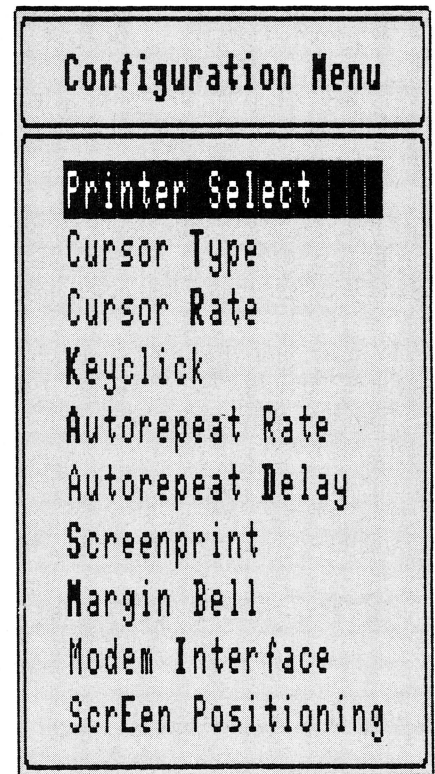 Configuration Menu
Printer Select
Cursor Type
Cursor Rate
Keyclick
Autorepeat Rate
Autorepeat Delay
Screenprint
Margin Bell
Modem Interface
ScrEen Positioning